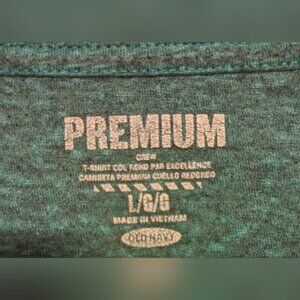 PREMIUM
CREW
T-SHIRT COL ROND PAR EXCELLENCE
CAMISETA PREMIUM CUELLO REDONDO
L/G/G
MADE IN VIETNAM
OLD NAVY